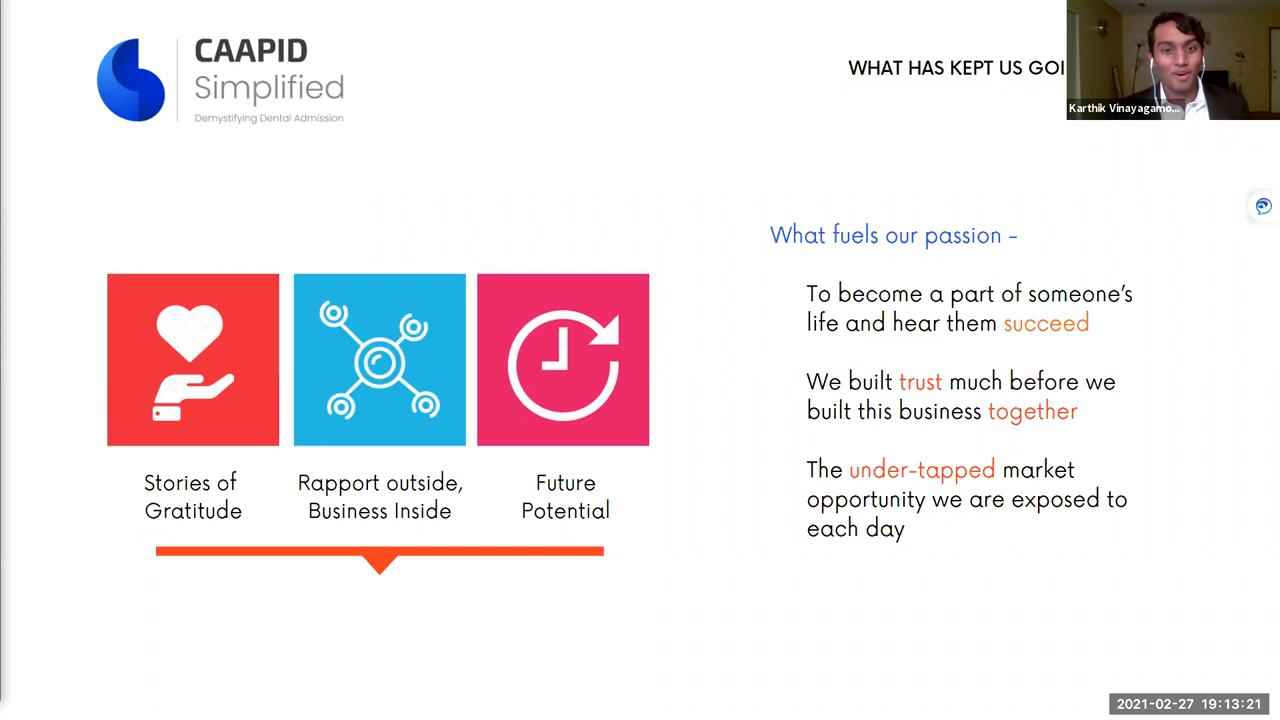 CAAPID
Simplified
Demystifying Dental Admission
WHAT HAS KEPT US GOI
Karthik Vinayagamo...
What fuels our passion -
To become a part of someone's
life and hear them succeed
We built trust much before we
built this business together
The under-tapped market
opportunity we are exposed to
each day
Stories of
Gratitude
Rapport outside,
Business Inside
Future
Potential
2021-02-27 19:13:21